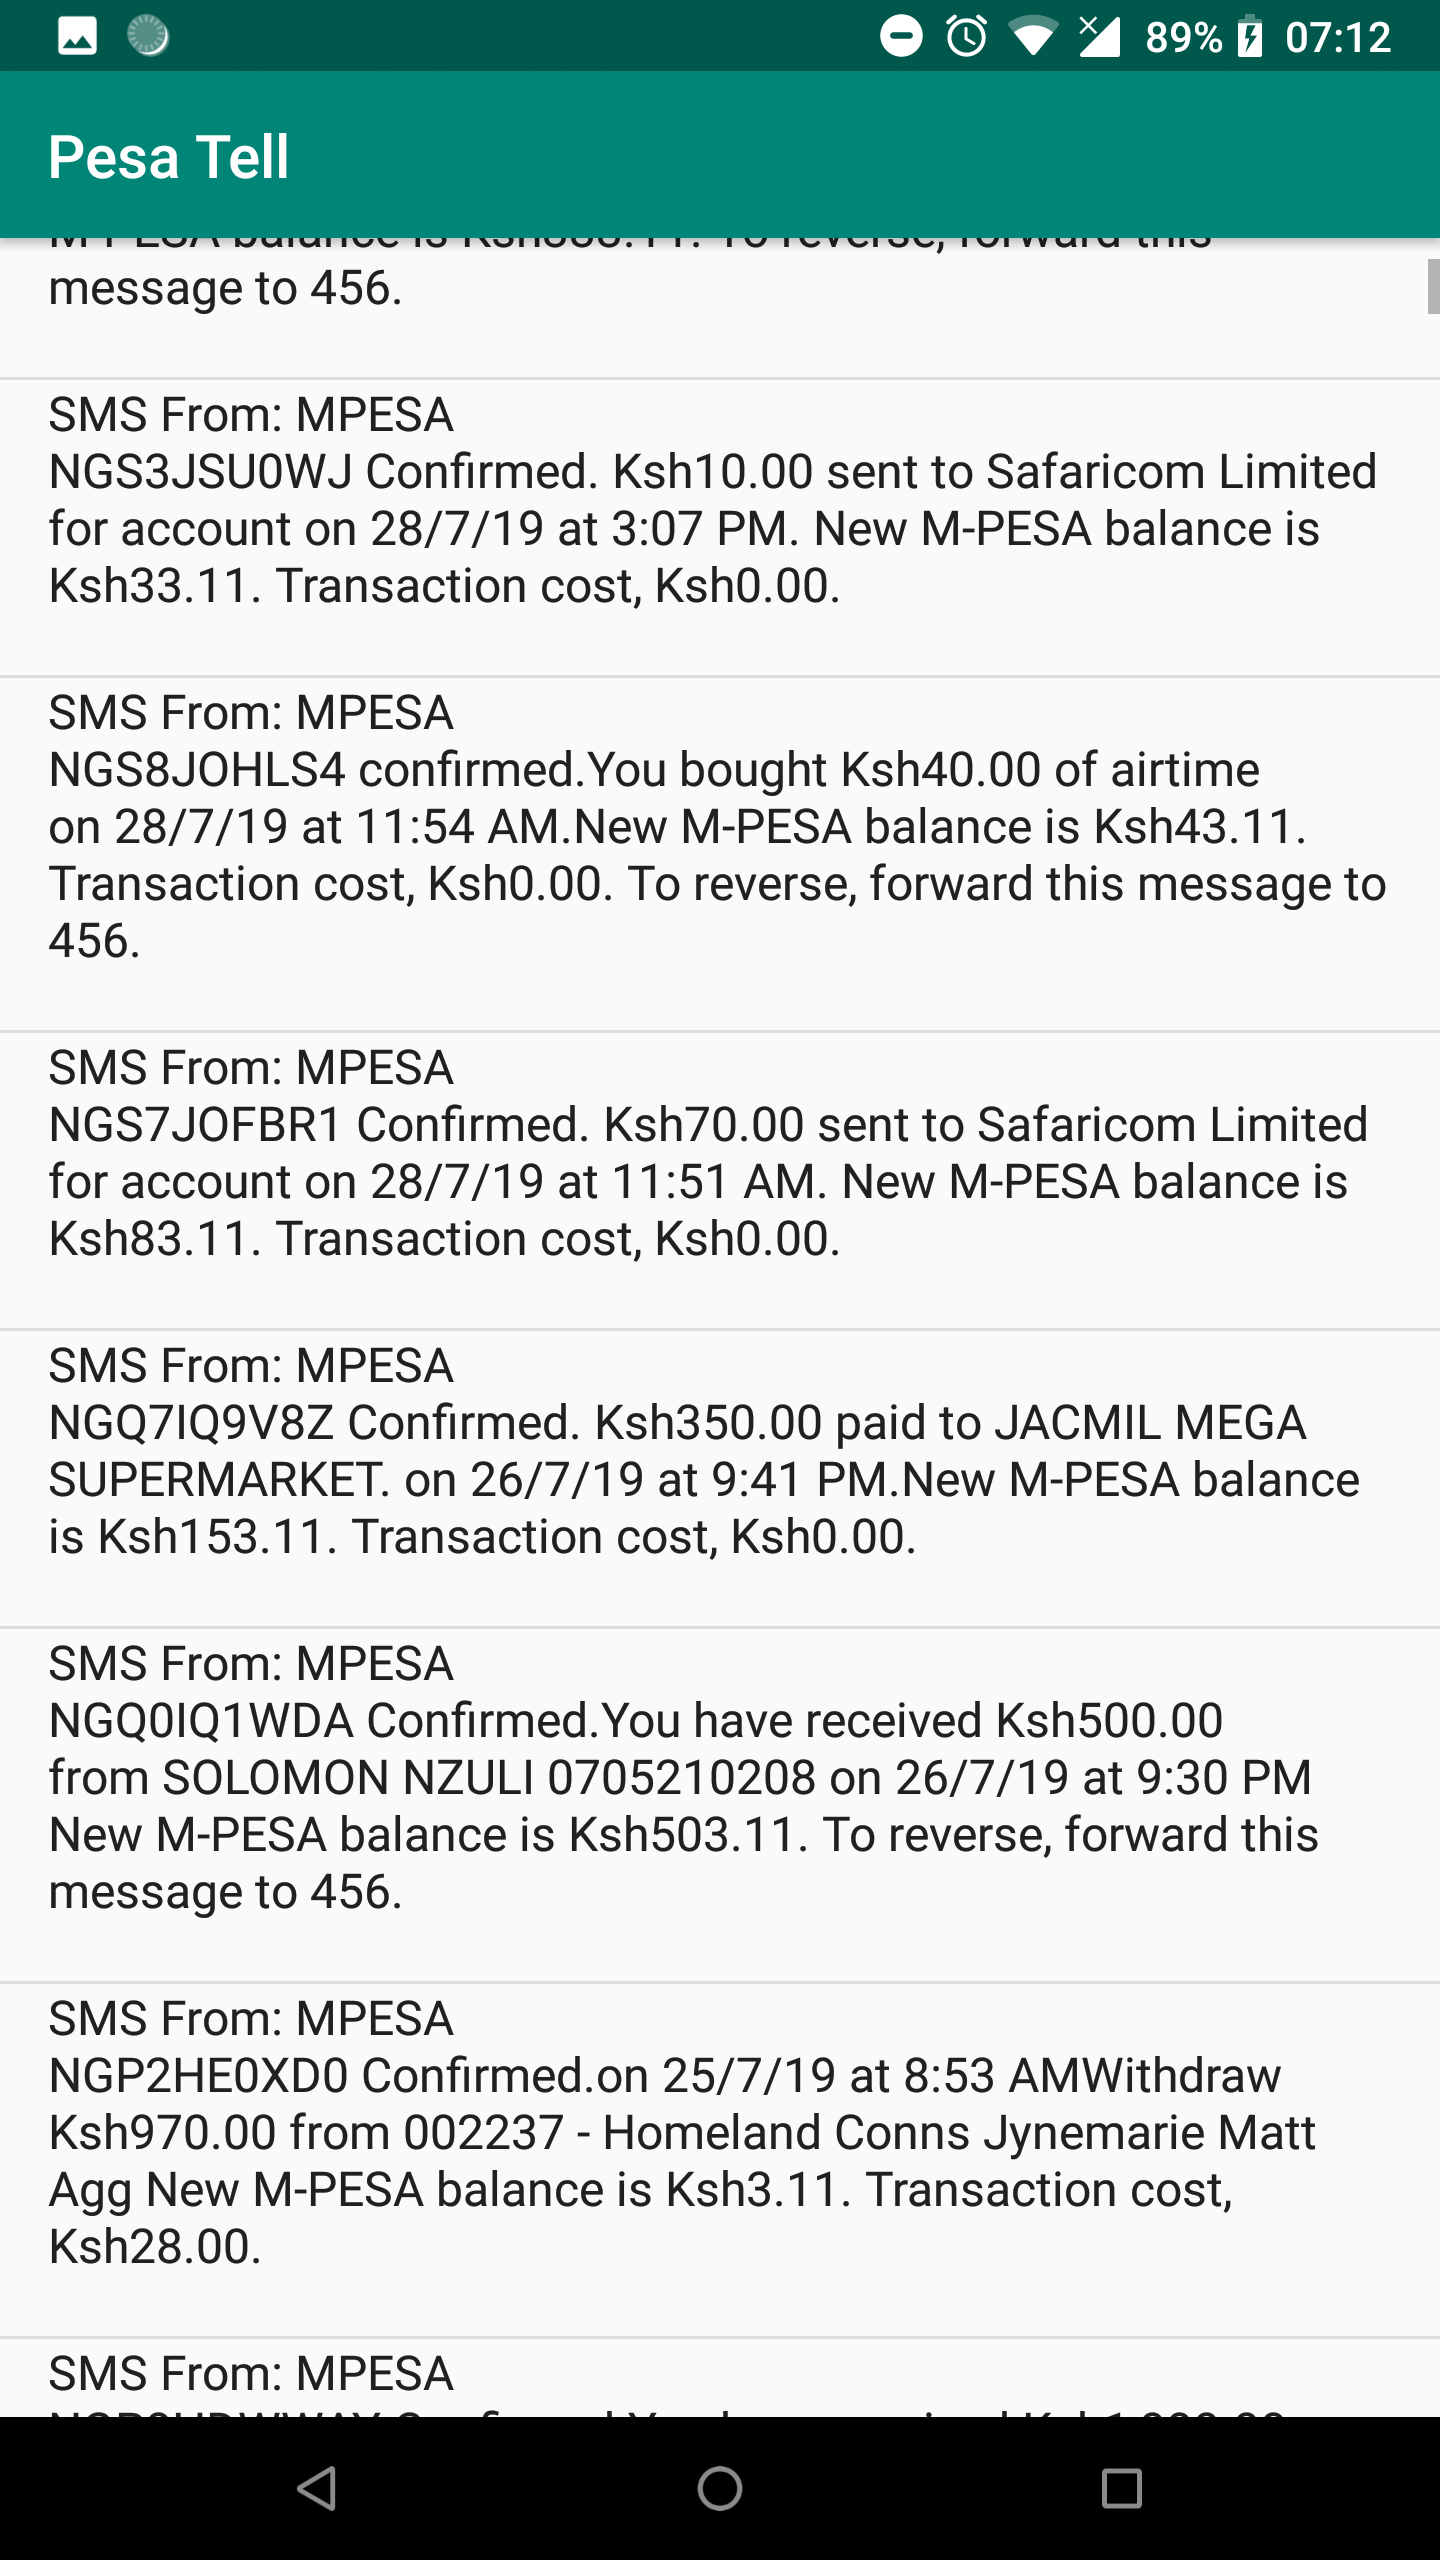 89% 07:12
Pesa Tell
message to 456.
SMS From: MPESA
NGS3JSU0WJ Confirmed. Ksh10.00 sent to Safaricom Limited
for account on 28/7/19 at 3:07 PM. New M-PESA balance is
Ksh33.11. Transaction cost, Ksh0.00.
SMS From: MPESA
NGS8JOHLS4 confirmed.You bought Ksh40.00 of airtime
on 28/7/19 at 11:54 AM.New M-PESA balance is Ksh43.11.
Transaction cost, Ksh0.00. To reverse, forward this message to
456.
SMS From: MPESA
NGS7JOFBR1 Confirmed. Ksh70.00 sent to Safaricom Limited
for account on 28/7/19 at 11:51 AM. New M-PESA balance is
Ksh83.11. Transaction cost, Ksh0.00.
SMS From: MPESA
NGQ7IQ9V8Z Confirmed. Ksh350.00 paid to JACMIL MEGA
SUPERMARKET. on 26/7/19 at 9:41 PM.New M-PESA balance
is Ksh153.11. Transaction cost, Ksh0.00.
SMS From: MPESA
NGQ0IQ1WDA Confirmed.You have received Ksh500.00
from SOLOMON NZULI 0705210208 on 26/7/19 at 9:30 PM
New M-PESA balance is Ksh503.11. To reverse, forward this
message to 456.
SMS From: MPESA
NGP2HE0XD0 Confirmed.on 25/7/19 at 8:53 AMWithdraw
Ksh970.00 from 002237 - Homeland Conns Jynemarie Matt
Agg New M-PESA balance is Ksh3.11. Transaction cost,
Ksh28.00.
SMS From: MPESA